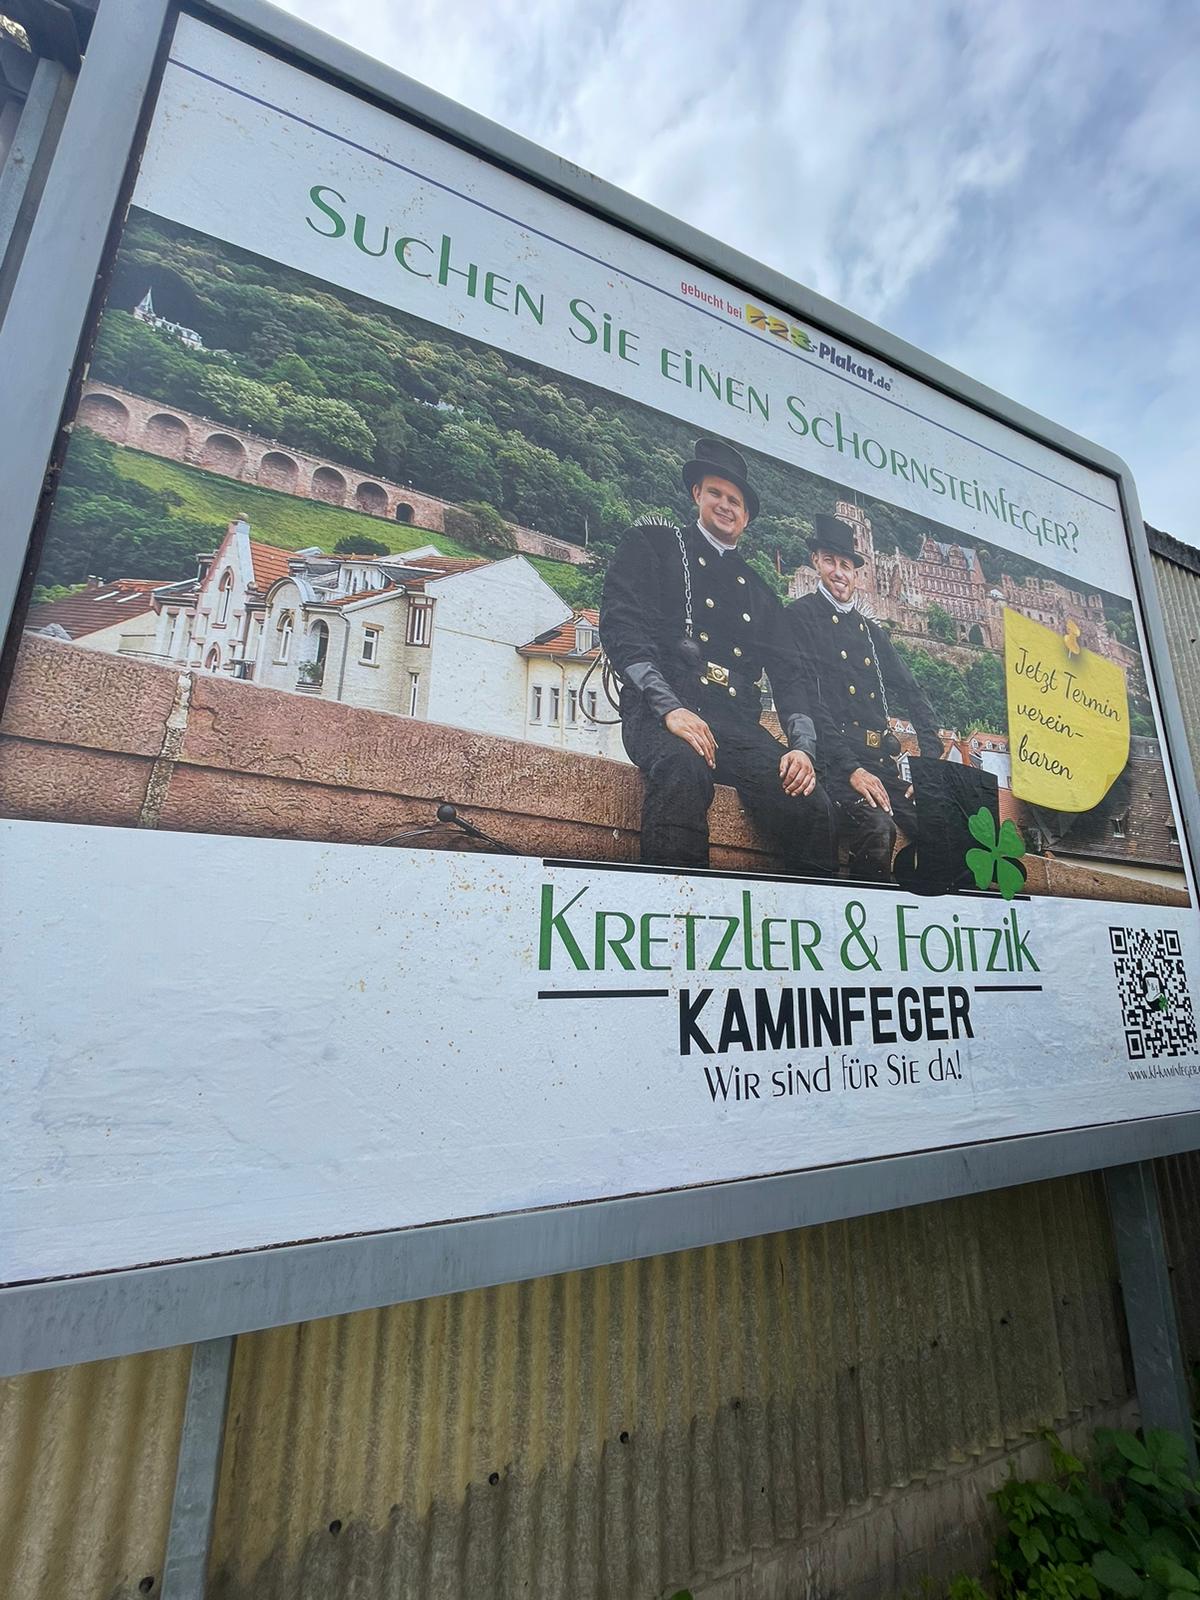 gebucht bei 123-Plakat.de
Suchen Sie einen Schornsteinfeger?
Jetzt Termin
verein-
baren
Kretzler & Foitzik
KAMINFEGER
Wir sind für Sie da!